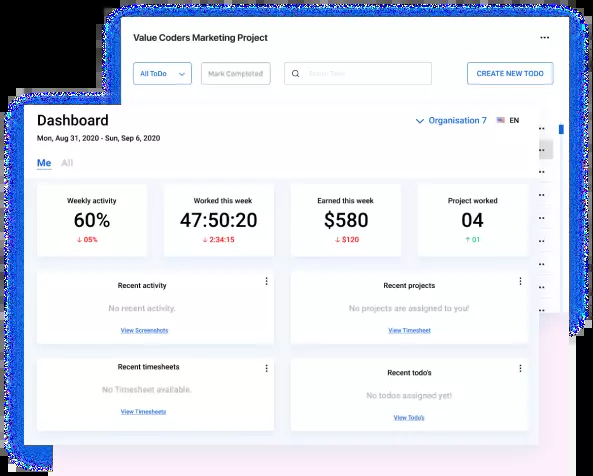 Value Coders Marketing Project
All ToDo
Mark Completed
CREATE NEW TODO
Dashboard
Organisation 7
EN
Mon, Aug 31, 2020 - Sun, Sep 6, 2020
Me All
Weekly activity
60%
↓ 05%
Worked this week
47:50:20
↓ 2:34:15
Earned this week
$580
↓ $120
Project worked
04
↑ 01
Recent activity
No recent activity.
View Screenshots
Recent projects
No projects are assigned to you!
View Timesheet
Recent timesheets
No Timesheet available.
View Timesheets
Recent todo's
No todos assigned yet!
View Todo's